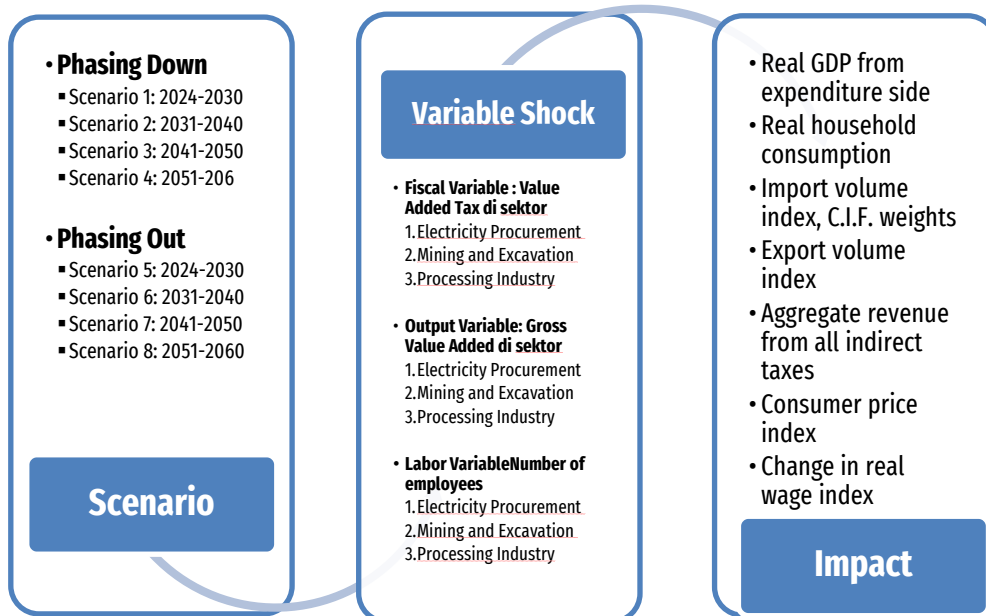 • Phasing Down
▪ Scenario 1: 2024-2030
▪ Scenario 2: 2031-2040
▪ Scenario 3: 2041-2050
▪ Scenario 4: 2051-206
• Phasing Out
▪ Scenario 5: 2024-2030
▪ Scenario 6: 2031-2040
▪ Scenario 7: 2041-2050
▪ Scenario 8: 2051-2060
Scenario
Variable Shock
• Fiscal Variable : Value
Added Tax di sektor
1.Electricity Procurement
2.Mining and Excavation
3.Processing Industry
• Output Variable: Gross
Value Added di sektor
1.Electricity Procurement
2.Mining and Excavation
3.Processing Industry
• Labor VariableNumber of
employees
1.Electricity Procurement
2.Mining and Excavation
3.Processing Industry
• Real GDP from
expenditure side
• Real household
consumption
• Import volume
index, C.I.F. weights
• Export volume
index
• Aggregate revenue
from all indirect
taxes
• Consumer price
index
• Change in real
wage index
Impact